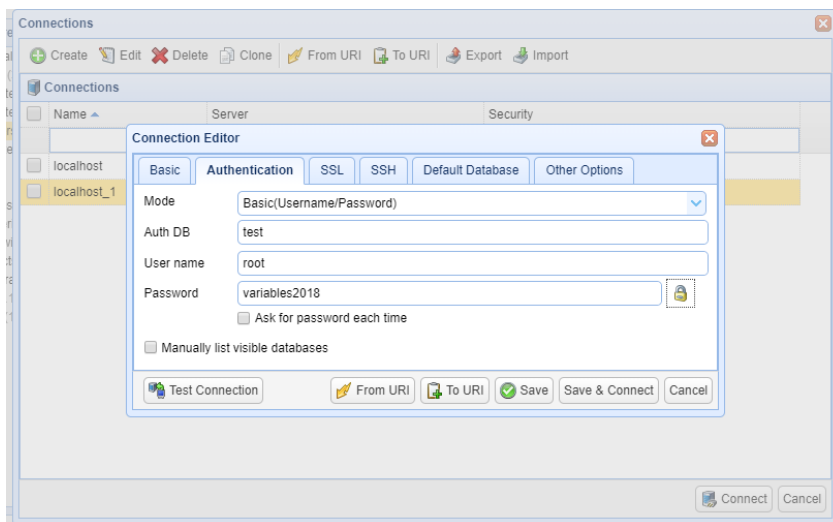 Connections
Create Edit Delete Clone From URI To URI Export Import
Connections
Name Server Security
localhost
localhost_1
Connection Editor
Basic Authentication SSL SSH Default Database Other Options
Mode Basic(Username/Password)
Auth DB test
User name root
Password variables2018
Ask for password each time
Manually list visible databases
Test Connection From URI To URI Save Save & Connect Cancel
Connect Cancel